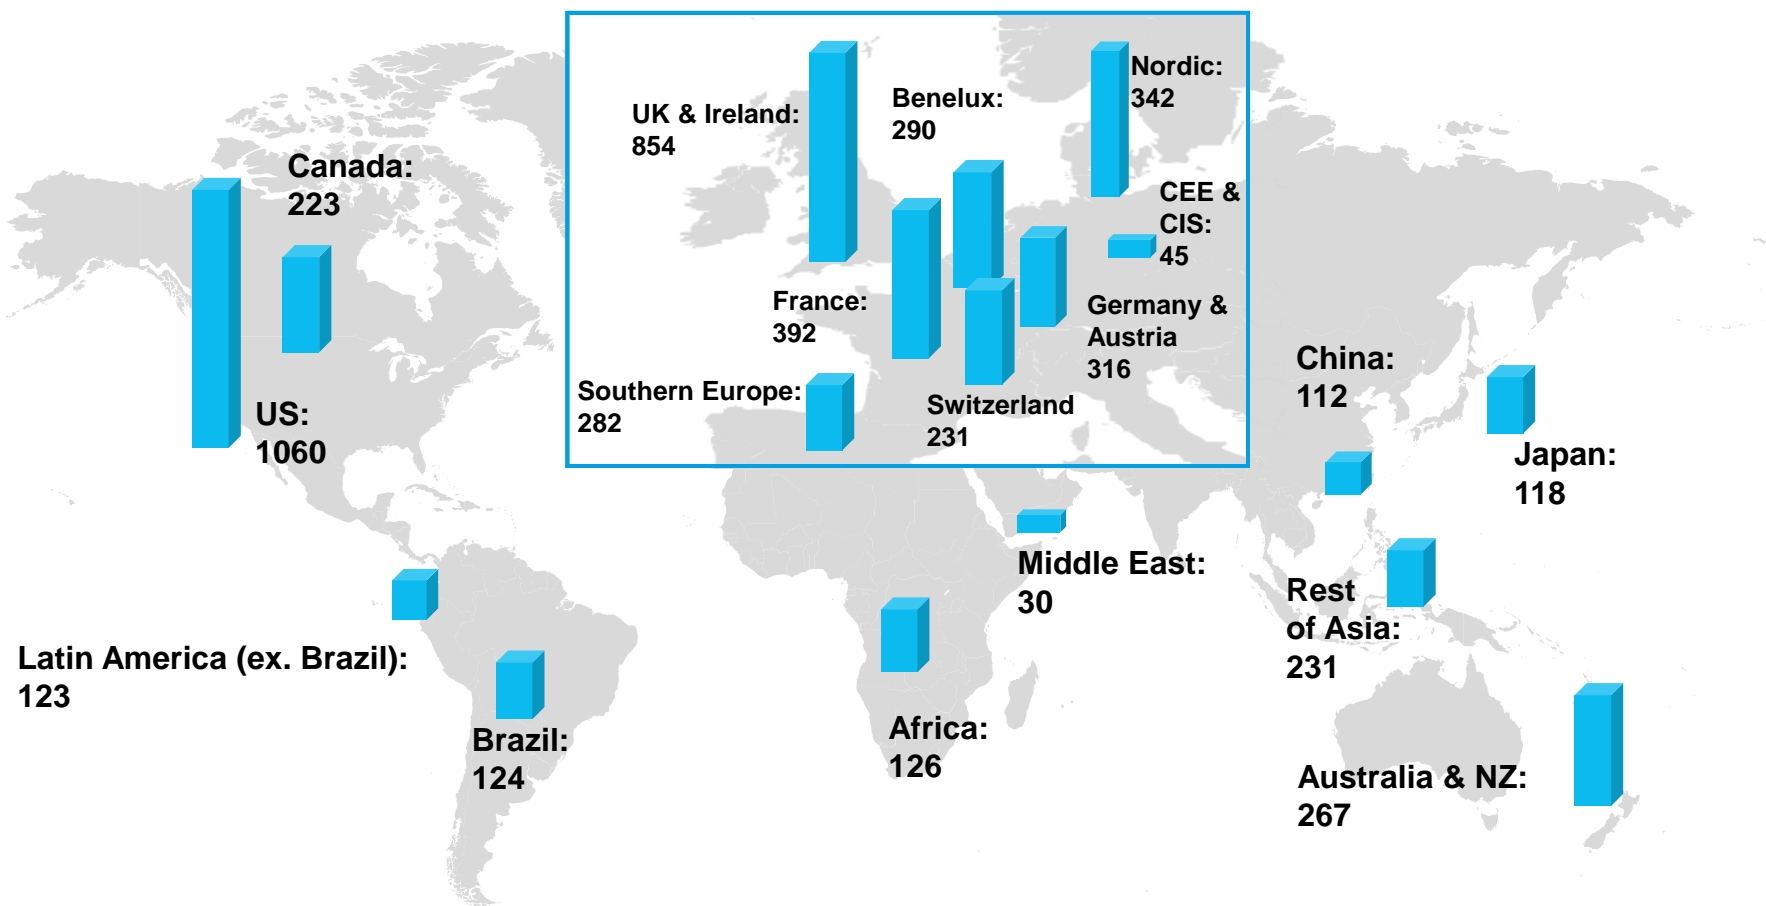 Canada:
223
US:
1060
Latin America (ex. Brazil):
123
Brazil:
124
UK & Ireland:
854
Benelux:
290
Nordic:
342
CEE &
CIS:
45
France:
392
Germany &
Austria
316
Southern Europe:
282
Switzerland
231
Middle East:
30
Africa:
126
China:
112
Japan:
118
Rest
of Asia:
231
Australia & NZ:
267